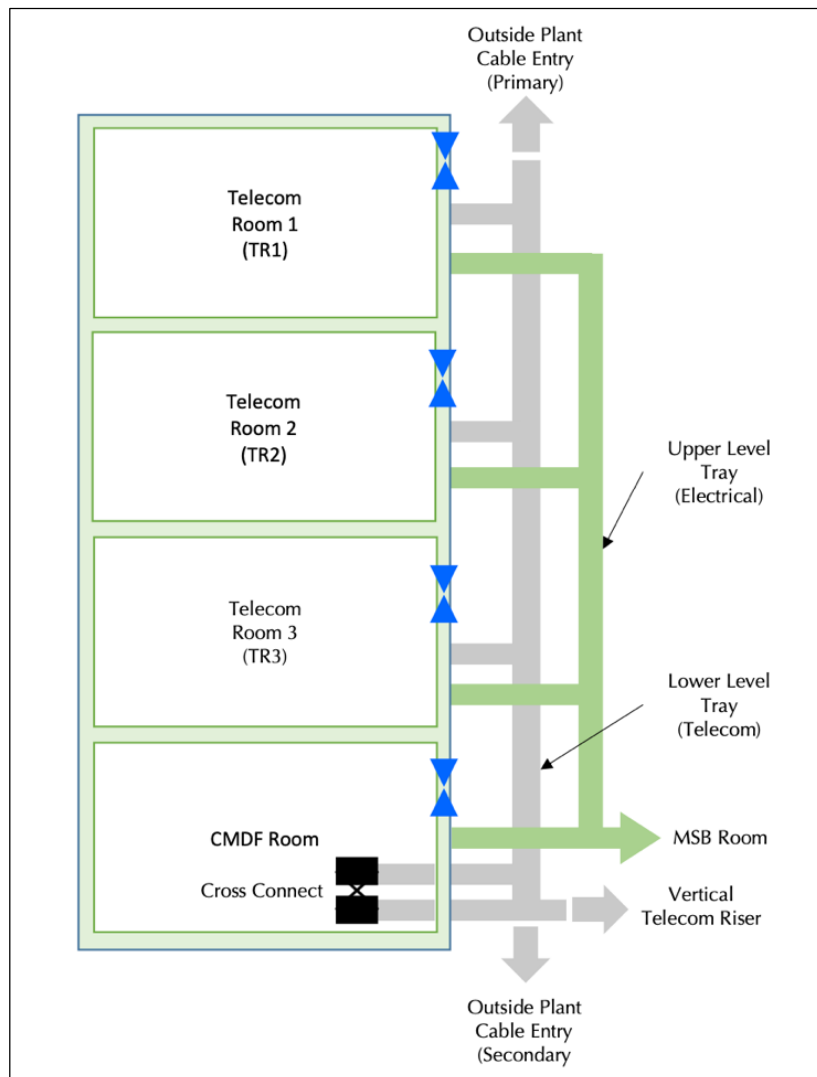 Outside Plant
Cable Entry
(Primary)
Telecom
Room 1
(TR1)
Telecom
Room 2
(TR2)
Upper Level
Tray
(Electrical)
Telecom
Room 3
(TR3)
Lower Level
Tray
(Telecom)
CMDF Room
MSB Room
Cross Connect
Vertical
Telecom Riser
Outside Plant
Cable Entry
(Secondary